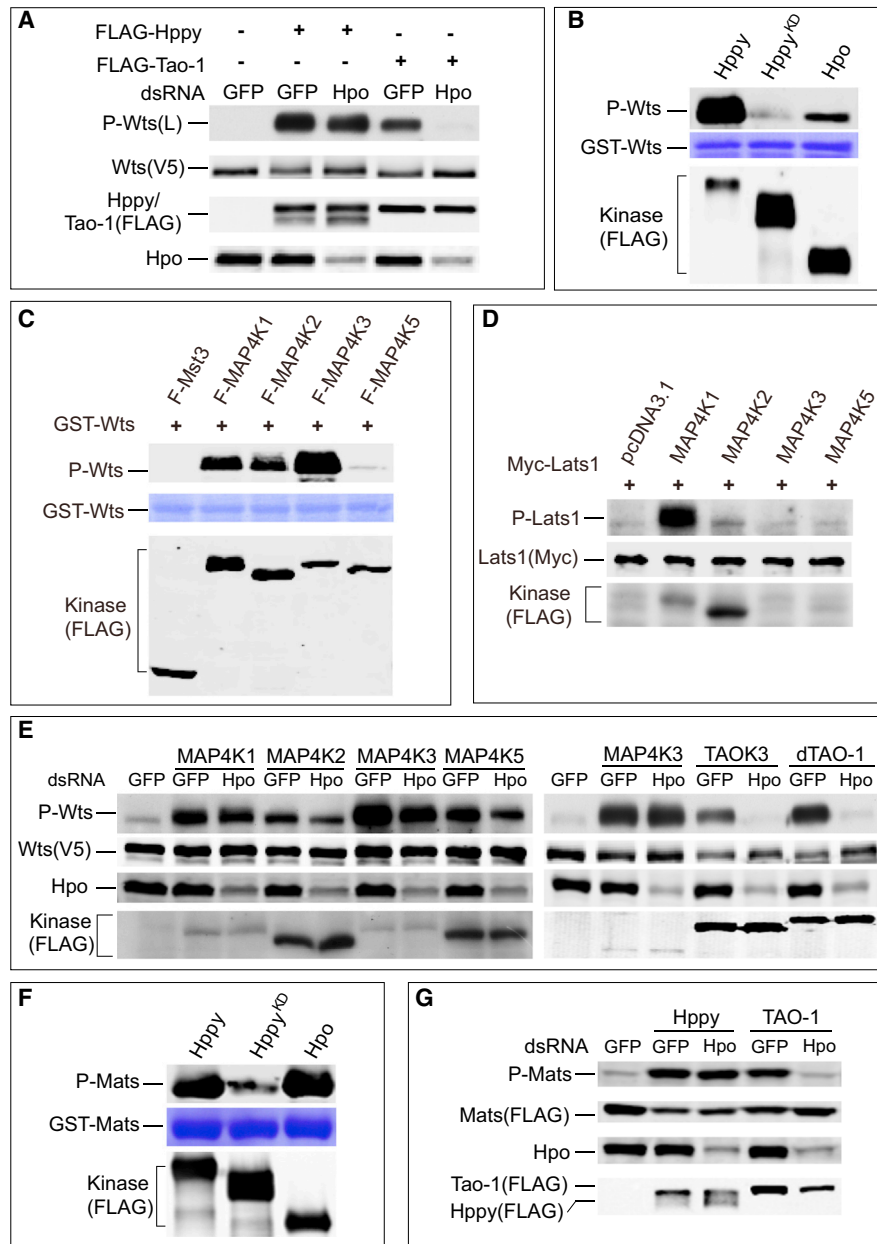 A
FLAG-Hppy - + + - -
FLAG-Tao-1 - - - + +
dsRNA GFP GFP Hpo GFP Hpo
P-Wts(L)
Wts(V5)
Hppy/
Tao-1(FLAG)
Hpo
B
Hppy HppyKD Hpo
P-Wts
GST-Wts
Kinase
(FLAG)
C
F-Mst3 F-MAP4K1 F-MAP4K2 F-MAP4K3 F-MAP4K5
GST-Wts + + + + +
P-Wts
GST-Wts
Kinase
(FLAG)
D
pcDNA3.1 MAP4K1 MAP4K2 MAP4K3 MAP4K5
Myc-Lats1 + + + + +
P-Lats1
Lats1(Myc)
Kinase
(FLAG)
E
MAP4K1 MAP4K2 MAP4K3 MAP4K5 MAP4K3 TAOK3 dTAO-1
dsRNA GFP GFP Hpo GFP Hpo GFP Hpo GFP Hpo GFP GFP Hpo GFP Hpo GFP Hpo
P-Wts
Wts(V5)
Hpo
Kinase
(FLAG)
F
Hppy HppyKD Hpo
P-Mats
GST-Mats
Kinase
(FLAG)
G
Hppy TAO-1
dsRNA GFP GFP Hpo GFP Hpo
P-Mats
Mats(FLAG)
Hpo
Tao-1(FLAG)
Hppy(FLAG)